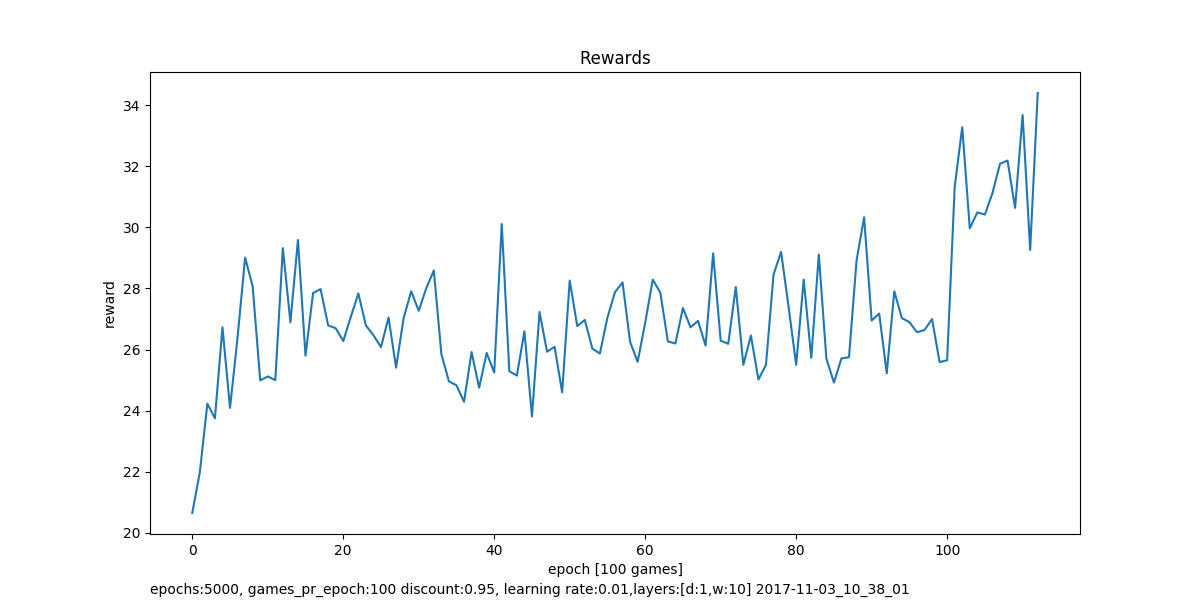 Rewards
34
32
30
28
26
24
22
20
reward
0 20 40 60 80 100
epoch [100 games]
epochs:5000, games_pr_epoch:100 discount:0.95, learning rate:0.01,layers:[d:1,w:10] 2017-11-03_10_38_01